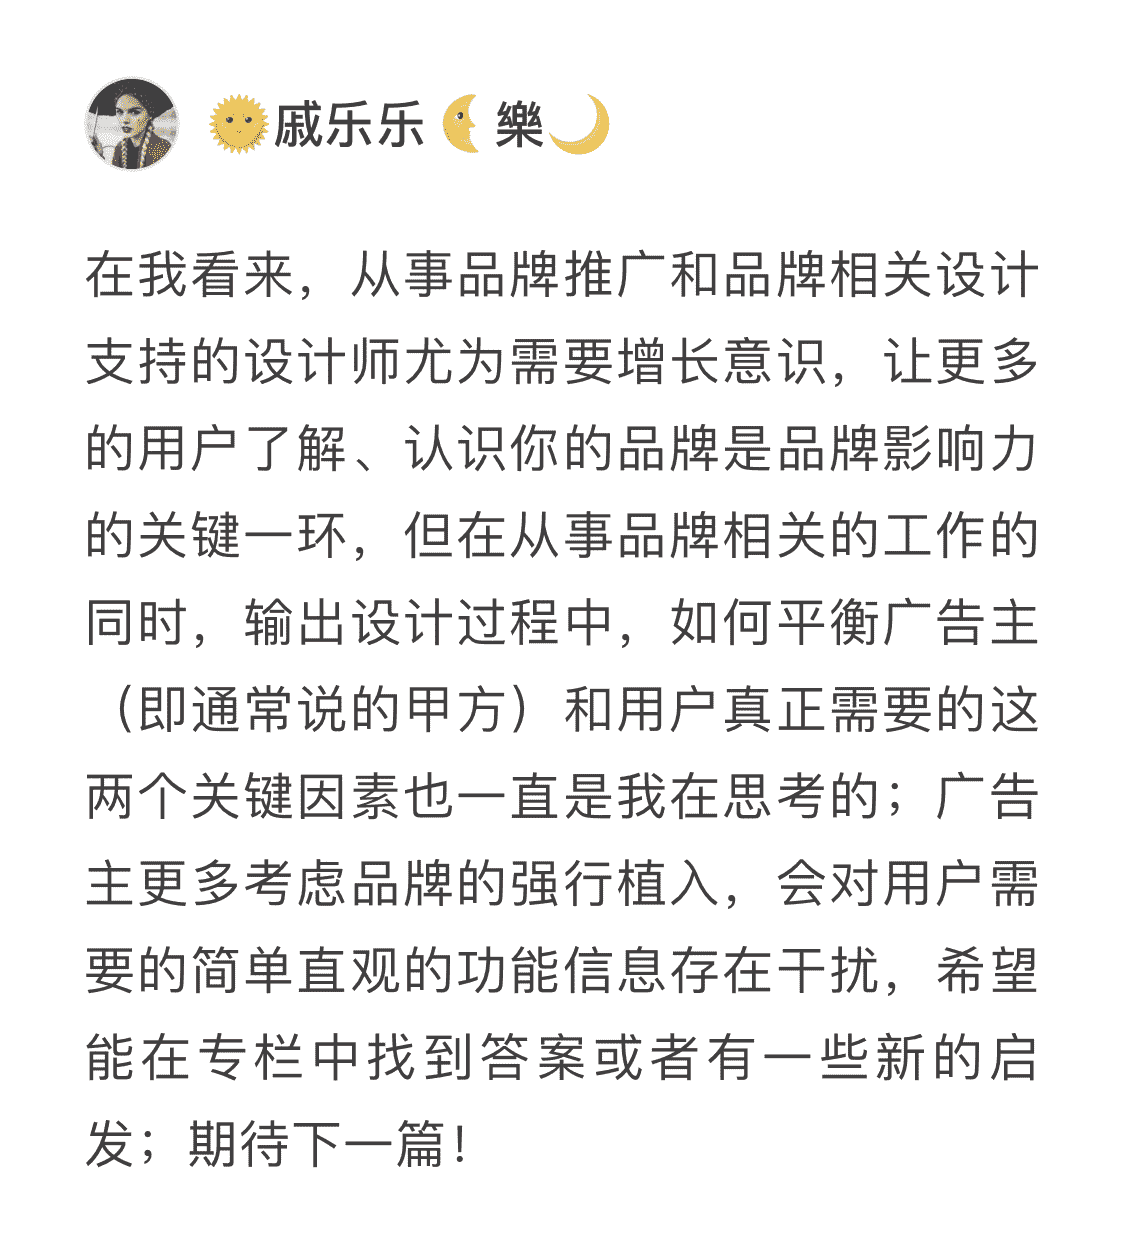 🌞戚乐乐🌜樂🌙
在我看来，从事品牌推广和品牌相关设计
支持的设计师尤为需要增长意识，让更多
的用户了解、认识你的品牌是品牌影响力
的关键一环，但在从事品牌相关的工作的
同时，输出设计过程中，如何平衡广告主
（即通常说的甲方）和用户真正需要的这
两个关键因素也一直是我在思考的；广告
主更多考虑品牌的强行植入，会对用户需
要的简单直观的功能信息存在干扰，希望
能在专栏中找到答案或者有一些新的启
发；期待下一篇！